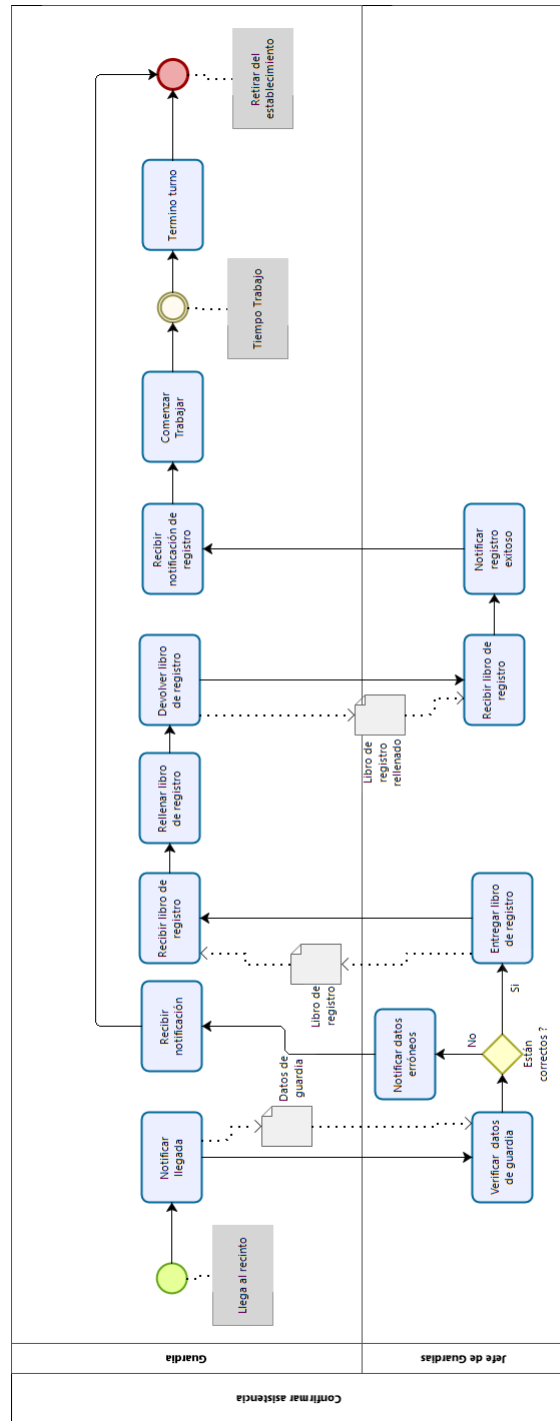 Confirmar asistencia
Guardia
Jefe de Guardias
Llega al recinto
Notificar
llegada
Datos de
guardia
Verificar datos
de guardia
Están
correctos ?
No
Si
Notificar datos
erróneos
Recibir
notificación
Entregar libro
de registro
Libro de
registro
Recibir libro de
registro
Rellenar libro
de registro
Devolver libro
de registro
Libro de
registro
rellenado
Recibir libro de
registro
Notificar
registro
exitoso
Recibir
notificación de
registro
Comenzar
Trabajar
Tiempo Trabajo
Termino turno
Retirar del
establecimiento